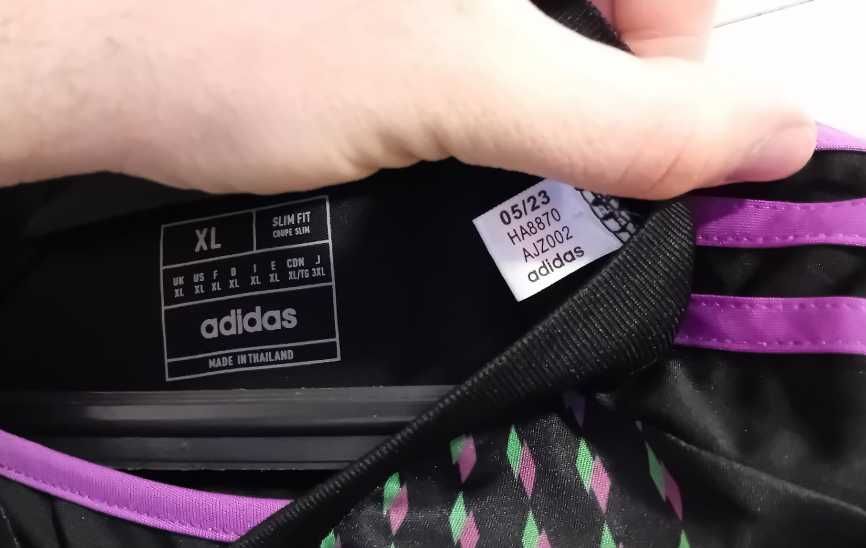 XL
SLIM FIT
COUPE SLIM
UK US F D I E CDN J
XL XL XL XL XL XL XL/TG 3XL
adidas
MADE IN THAILAND
05/23
HA8870
AJZ002
adidas